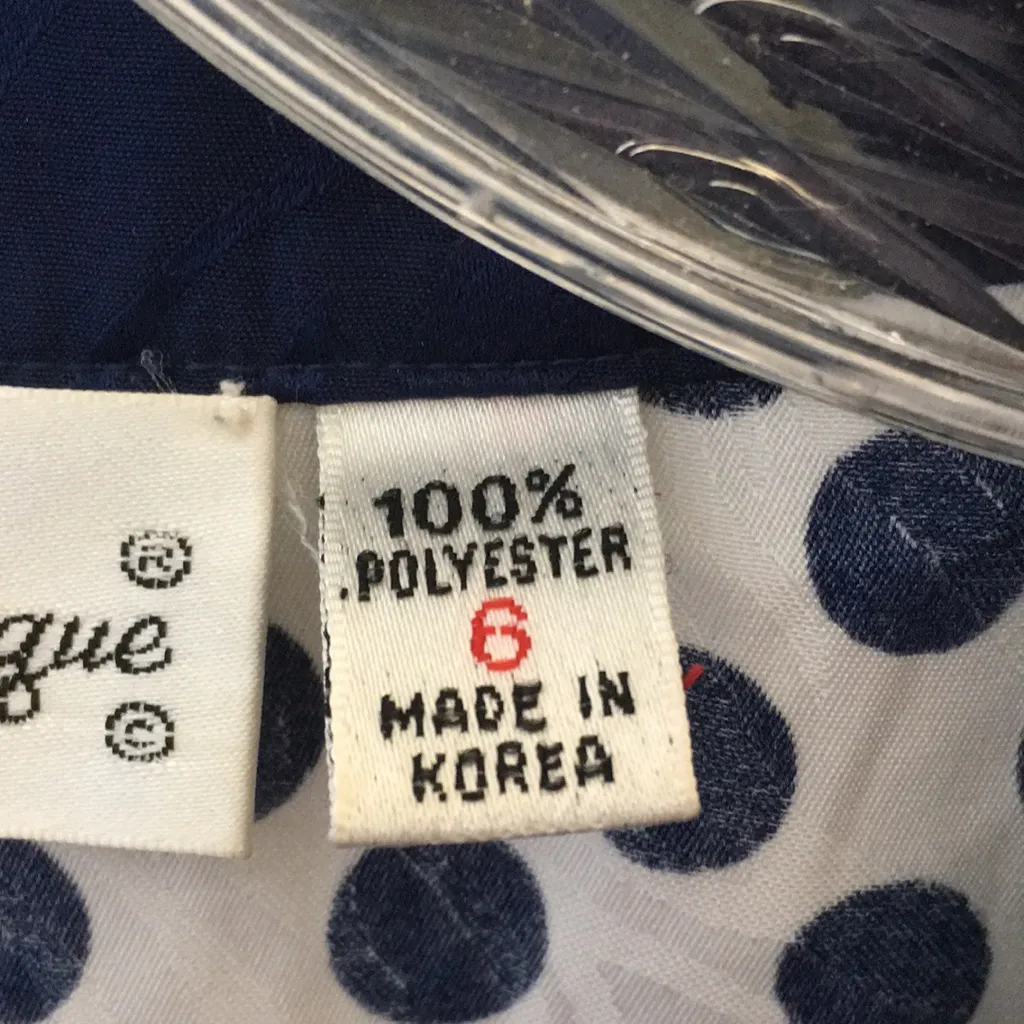 ®
gue
©
100%
POLYESTER
6
MADE IN
KOREA